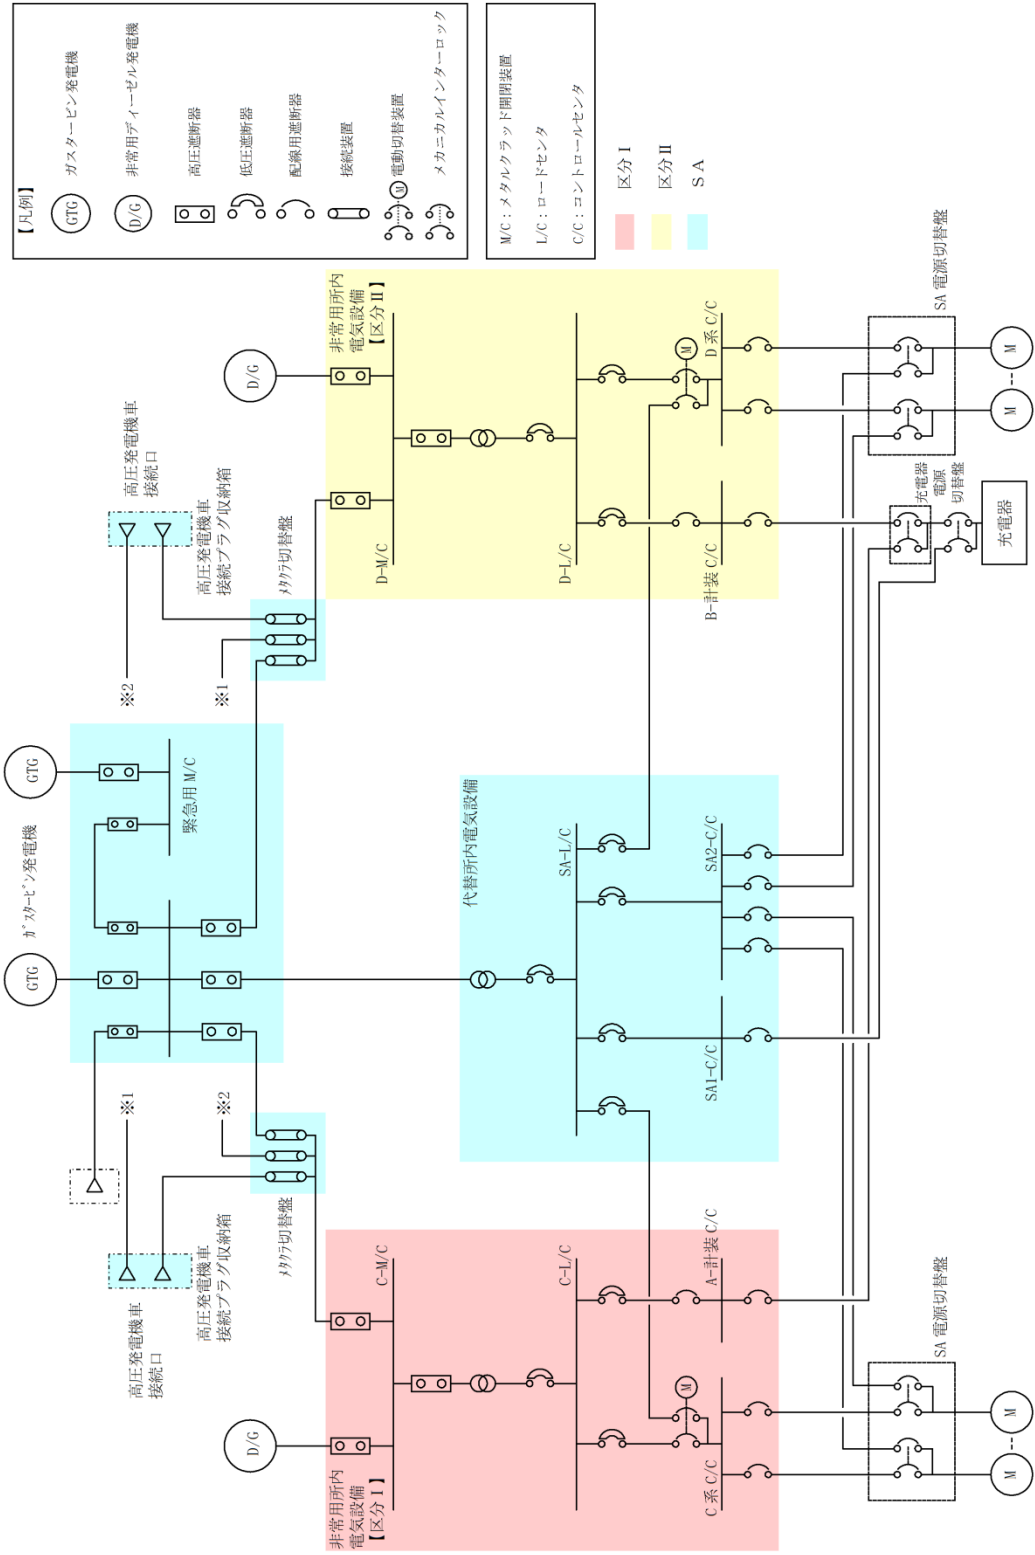 【凡例】
GTG
ガスタービン発電機
D/G
非常用ディーゼル発電機
高圧遮断器
低圧遮断器
配線用遮断器
接続装置
M
電動切替装置
メカニカルインターロック
M/C：メタルクラッド開閉装置
L/C：ロードセンタ
C/C：コントロールセンタ
区分Ⅰ
区分Ⅱ
ＳＡ
ガスタービン発電機
GTG
GTG
緊急用 M/C
高圧発電機車
接続口
高圧発電機車
接続プラグ収納箱
※1
※2
ﾒﾀｸﾗ切替盤
高圧発電機車
接続口
高圧発電機車
接続プラグ収納箱
※2
※1
ﾒﾀｸﾗ切替盤
D/G
非常用所内
電気設備
【区分Ⅰ】
C-M/C
C-L/C
M
C 系 C/C
A-計装 C/C
代替所内電気設備
SA-L/C
SA1-C/C
SA2-C/C
D/G
非常用所内
電気設備
【区分Ⅱ】
D-M/C
D-L/C
M
B-計装 C/C
D 系 C/C
SA 電源切替盤
M
M
充電器
電源
切替盤
充電器
SA 電源切替盤
M
M